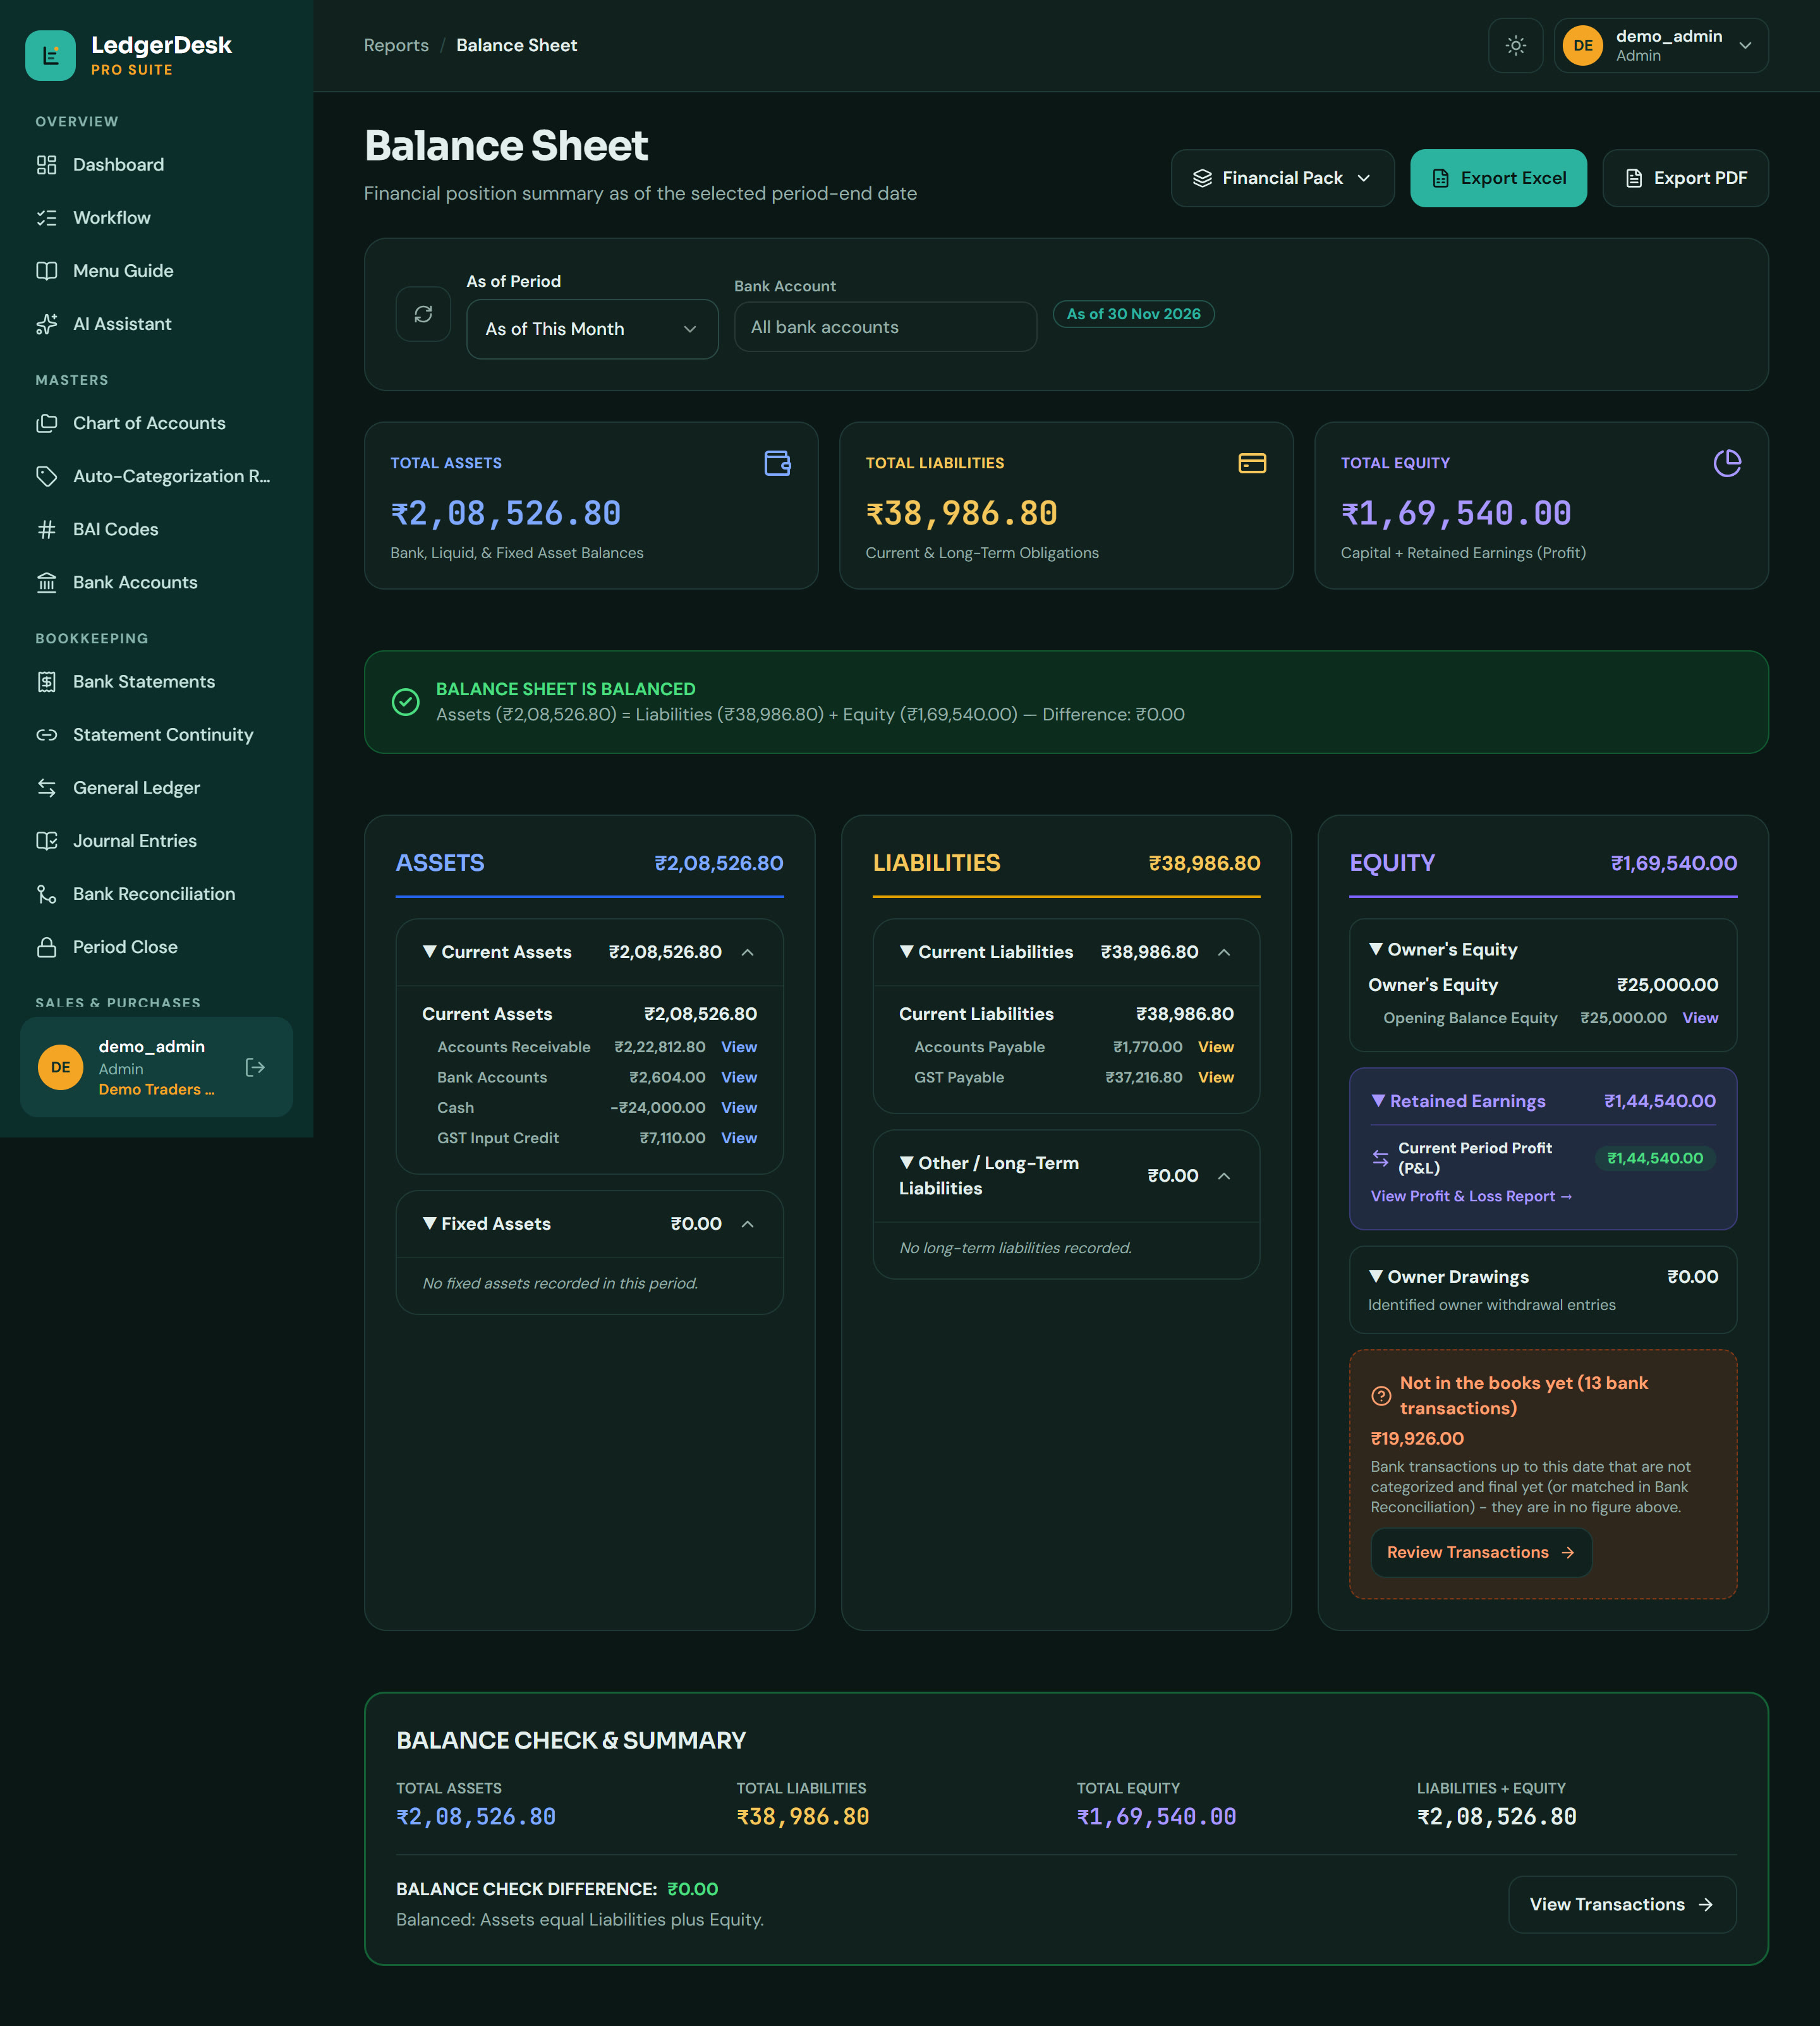 LedgerDesk
PRO SUITE
OVERVIEW
Dashboard
Workflow
Menu Guide
AI Assistant
MASTERS
Chart of Accounts
Auto-Categorization R...
BAI Codes
Bank Accounts
BOOKKEEPING
Bank Statements
Statement Continuity
General Ledger
Journal Entries
Bank Reconciliation
Period Close
SALES & PURCHASES
DE
demo_admin
Admin
Demo Traders ...
Reports / Balance Sheet
DE
demo_admin
Admin
Balance Sheet
Financial position summary as of the selected period-end date
Financial Pack
Export Excel
Export PDF
As of Period
As of This Month
Bank Account
All bank accounts
As of 30 Nov 2026
TOTAL ASSETS
₹2,08,526.80
Bank, Liquid, & Fixed Asset Balances
TOTAL LIABILITIES
₹38,986.80
Current & Long-Term Obligations
TOTAL EQUITY
₹1,69,540.00
Capital + Retained Earnings (Profit)
BALANCE SHEET IS BALANCED
Assets (₹2,08,526.80) = Liabilities (₹38,986.80) + Equity (₹1,69,540.00) — Difference: ₹0.00
ASSETS ₹2,08,526.80
▼ Current Assets ₹2,08,526.80
Current Assets ₹2,08,526.80
Accounts Receivable ₹2,22,812.80 View
Bank Accounts ₹2,604.00 View
Cash -₹24,000.00 View
GST Input Credit ₹7,110.00 View
▼ Fixed Assets ₹0.00
No fixed assets recorded in this period.
LIABILITIES ₹38,986.80
▼ Current Liabilities ₹38,986.80
Current Liabilities ₹38,986.80
Accounts Payable ₹1,770.00 View
GST Payable ₹37,216.80 View
▼ Other / Long-Term
Liabilities
₹0.00
No long-term liabilities recorded.
EQUITY ₹1,69,540.00
▼ Owner's Equity
Owner's Equity ₹25,000.00
Opening Balance Equity ₹25,000.00 View
▼ Retained Earnings ₹1,44,540.00
Current Period Profit
(P&L)
₹1,44,540.00
View Profit & Loss Report →
▼ Owner Drawings ₹0.00
Identified owner withdrawal entries
Not in the books yet (13 bank
transactions)
₹19,926.00
Bank transactions up to this date that are not
categorized and final yet (or matched in Bank
Reconciliation) - they are in no figure above.
Review Transactions →
BALANCE CHECK & SUMMARY
TOTAL ASSETS
₹2,08,526.80
TOTAL LIABILITIES
₹38,986.80
TOTAL EQUITY
₹1,69,540.00
LIABILITIES + EQUITY
₹2,08,526.80
BALANCE CHECK DIFFERENCE: ₹0.00
Balanced: Assets equal Liabilities plus Equity.
View Transactions →